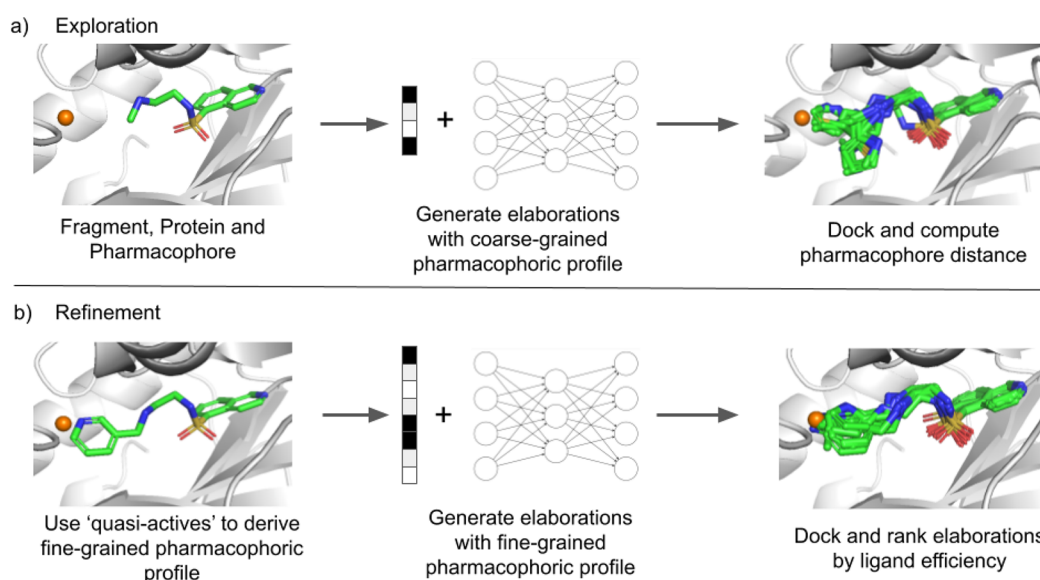 a) Exploration
Fragment, Protein and
Pharmacophore
+
Generate elaborations
with coarse-grained
pharmacophoric profile
Dock and compute
pharmacophore distance
b) Refinement
Use ‘quasi-actives’ to derive
fine-grained pharmacophoric
profile
+
Generate elaborations
with fine-grained
pharmacophoric profile
Dock and rank elaborations
by ligand efficiency